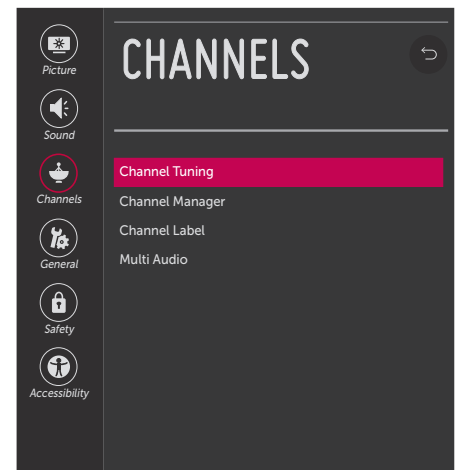 Picture
Sound
Channels
General
Safety
Accessibility
CHANNELS
Channel Tuning
Channel Manager
Channel Label
Multi Audio